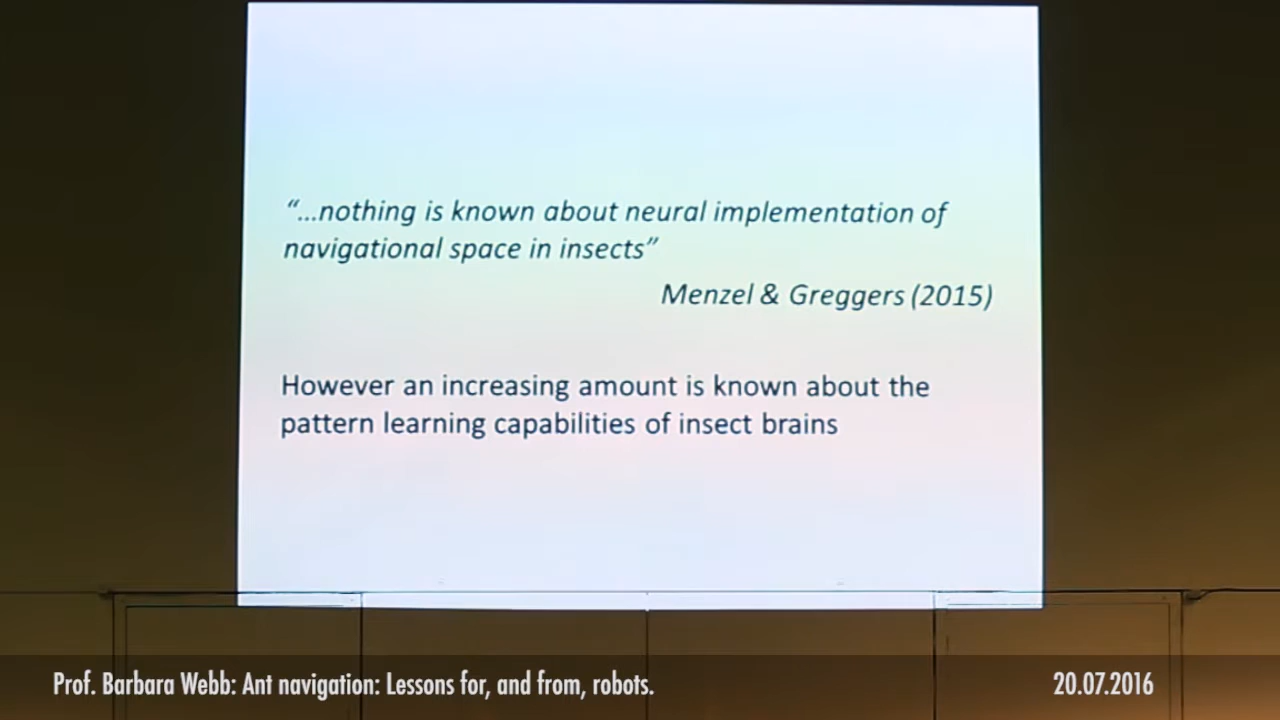 “...nothing is known about neural implementation of
navigational space in insects”
Menzel & Greggers (2015)
However an increasing amount is known about the
pattern learning capabilities of insect brains
Prof. Barbara Webb: Ant navigation: Lessons for, and from, robots.
20.07.2016